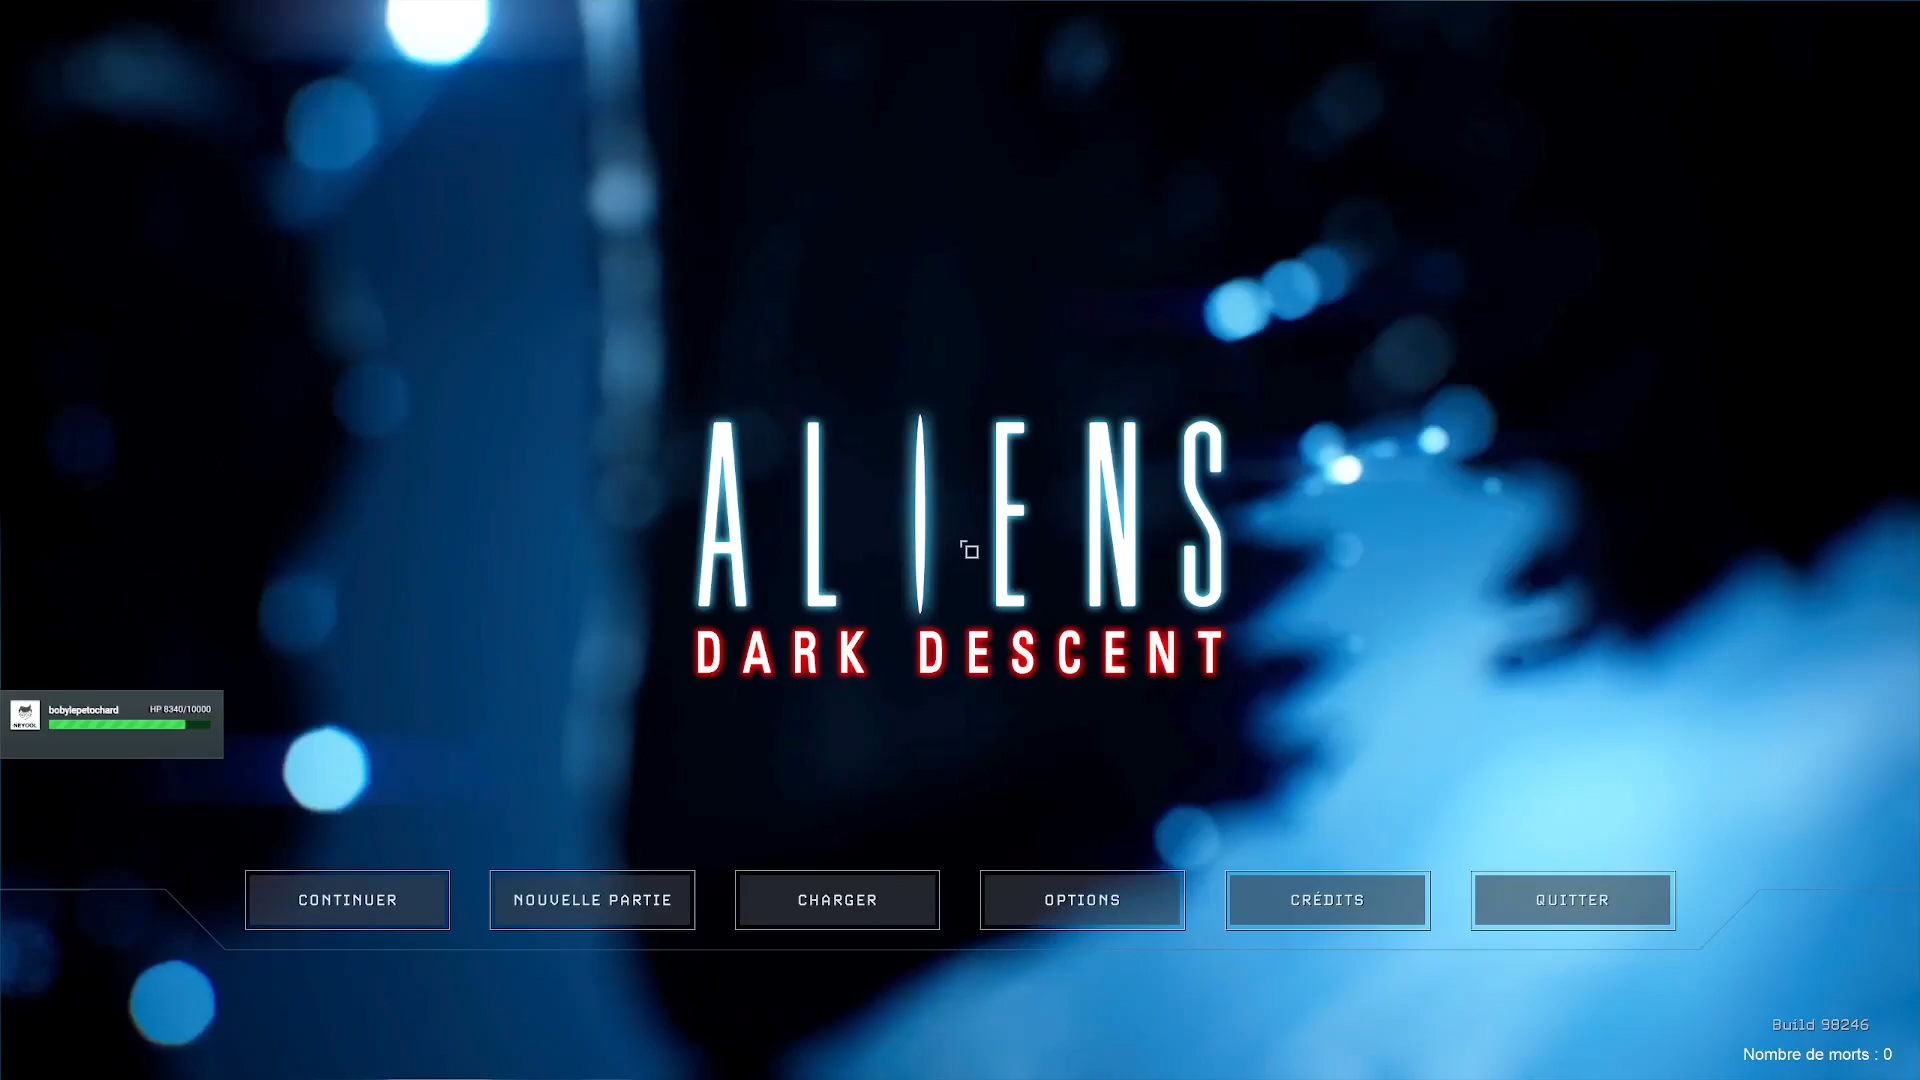 ALIENS
DARK DESCENT
NEYOOL
bobylepetochard HP 8340/10000
CONTINUER
NOUVELLE PARTIE
CHARGER
OPTIONS
CRÉDITS
QUITTER
Build 98246
Nombre de morts : 0